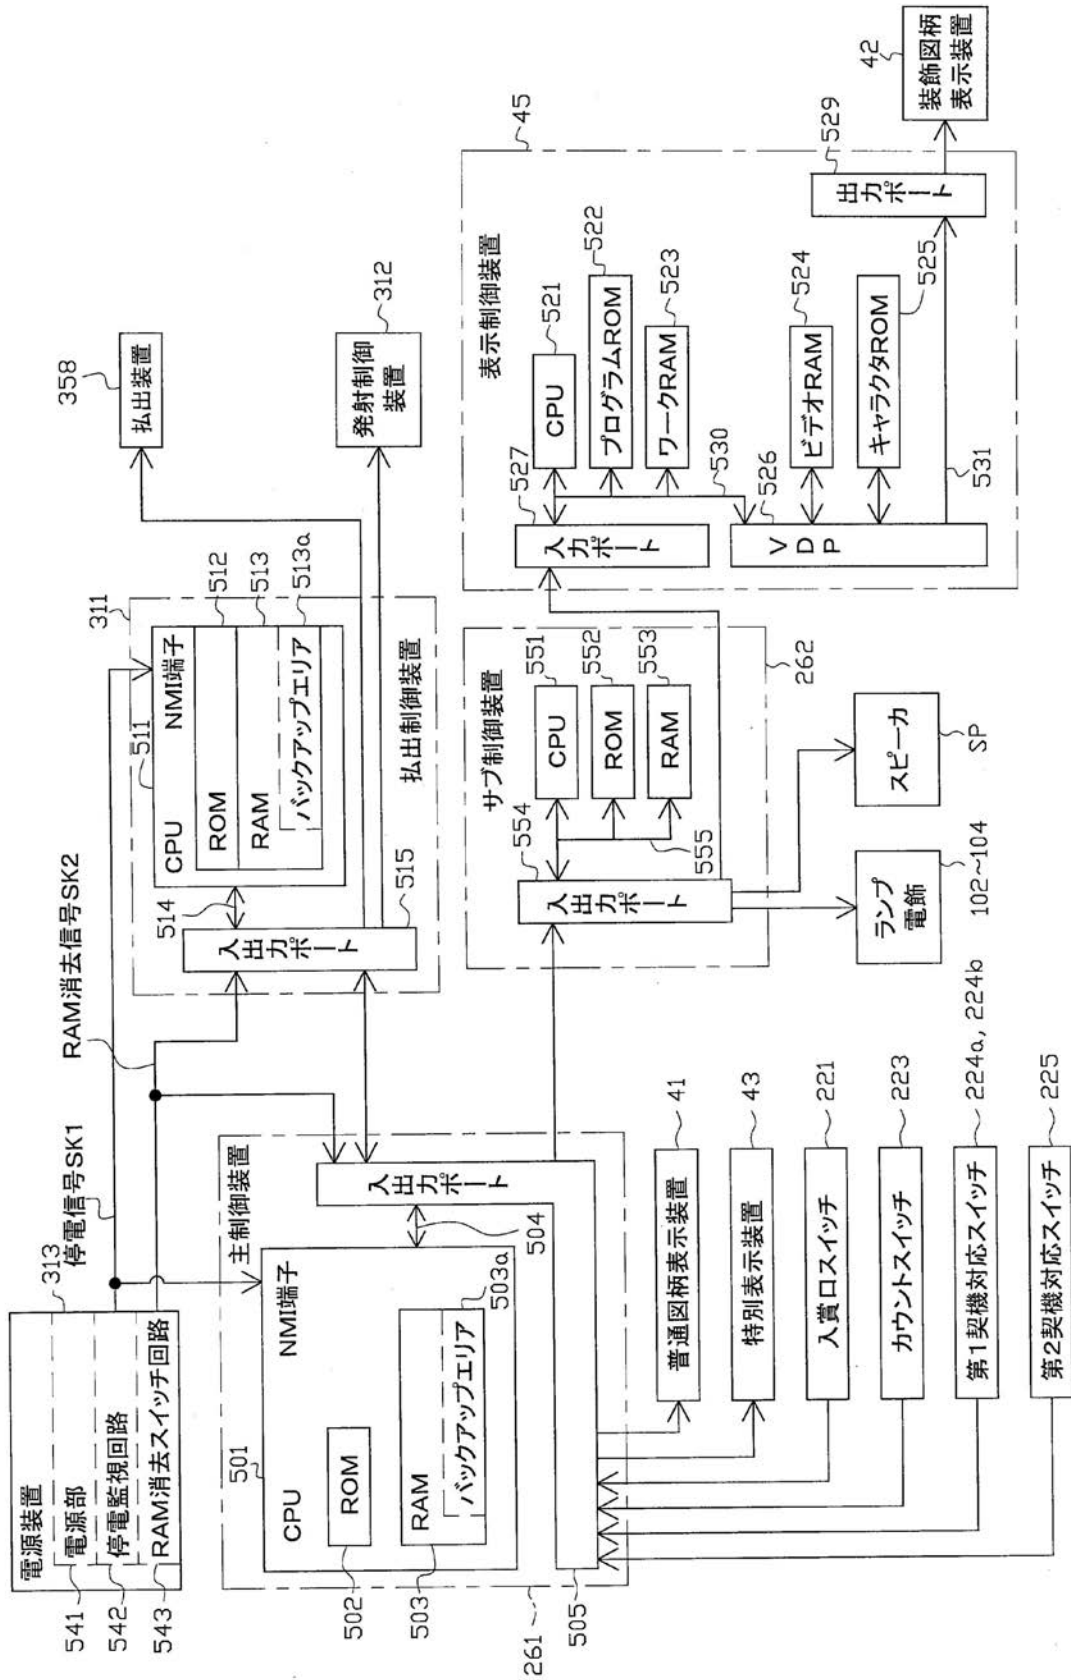 電源装置
313
541
電源部
542
停電監視回路
543
RAM消去スイッチ回路
停電信号SK1
RAM消去信号SK2
主制御装置
261
501
CPU
NMI端子
502
ROM
503
RAM
503a
バックアップエリア
504
入出力ポート
505
311
払出制御装置
511
CPU
NMI端子
ROM
512
RAM
513
バックアップエリア
513a
514
入出力ポート
515
358
払出装置
312
発射制御
装置
サブ制御装置
262
554
入出力ポート
CPU
551
ROM
552
RAM
553
555
ランプ
電飾
102~104
スピーカ
SP
表示制御装置
45
527
入力ポート
CPU
521
プログラムROM
522
ワークRAM
523
530
526
VDP
ビデオRAM
524
キャラクタROM
525
531
出力ポート
529
42
装飾図柄
表示装置
普通図柄表示装置
41
特別表示装置
43
入賞口スイッチ
221
カウントスイッチ
223
第1契機対応スイッチ
224a, 224b
第2契機対応スイッチ
225